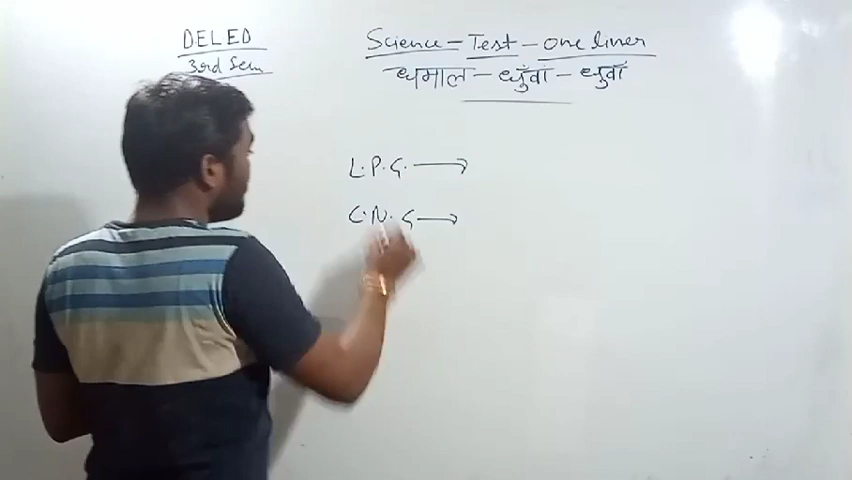 DELED
3rd Sem
Science - Test - one liner
धमाल - धुँवा - धुवाँ
L.P.G. →
C.N.G →